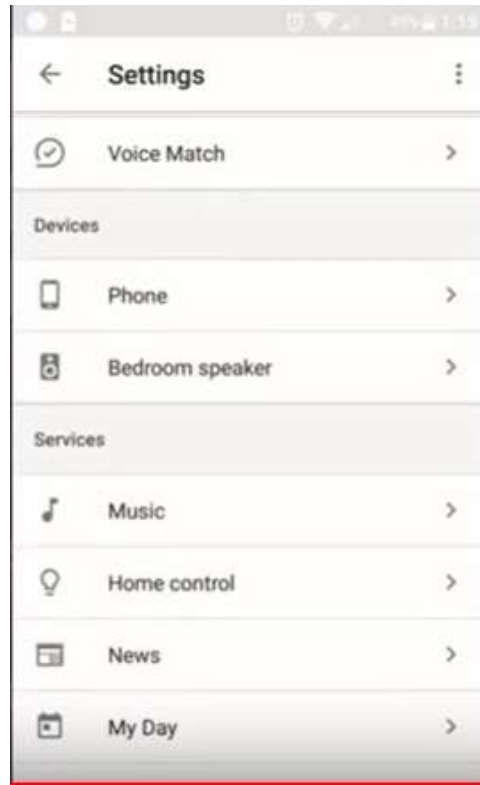 Settings
Voice Match
Devices
Phone
Bedroom speaker
Services
Music
Home control
News
My Day